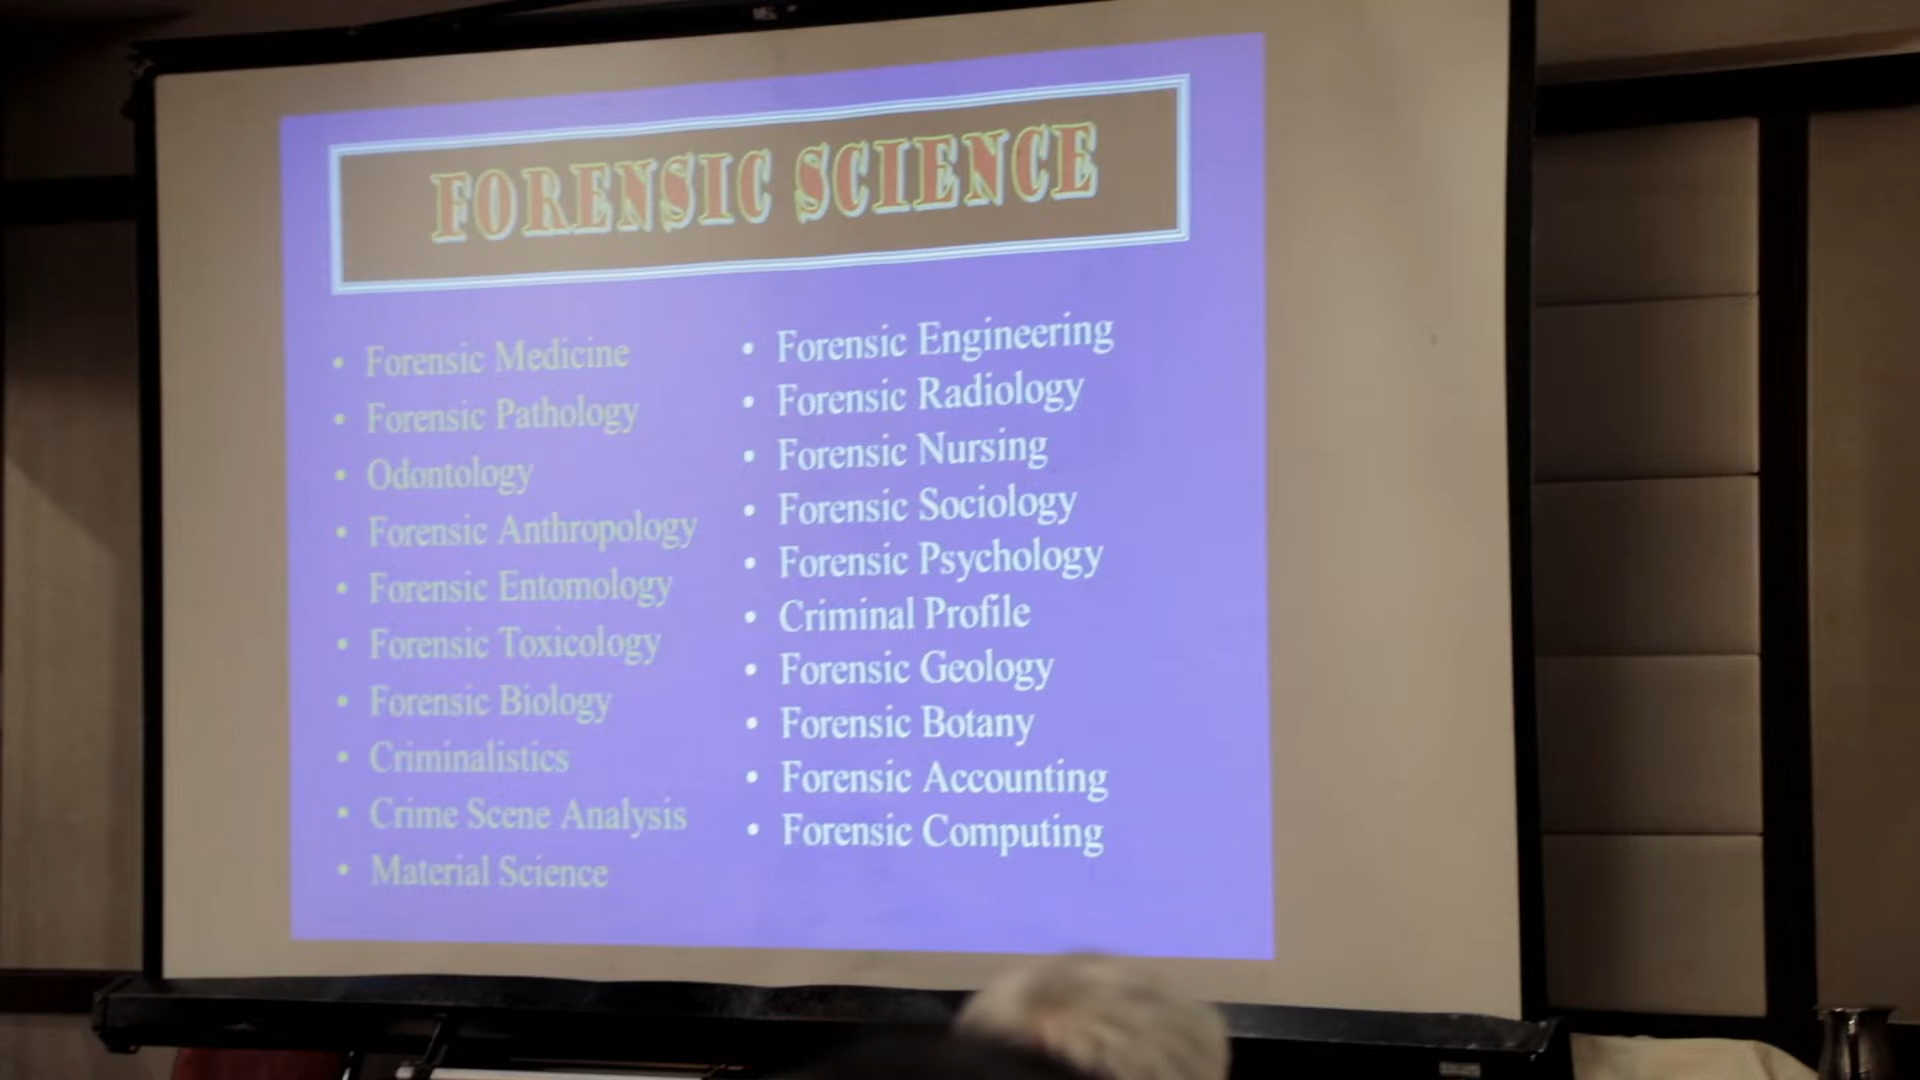 FORENSIC SCIENCE
• Forensic Medicine
• Forensic Pathology
• Odontology
• Forensic Anthropology
• Forensic Entomology
• Forensic Toxicology
• Forensic Biology
• Criminalistics
• Crime Scene Analysis
• Material Science
• Forensic Engineering
• Forensic Radiology
• Forensic Nursing
• Forensic Sociology
• Forensic Psychology
• Criminal Profile
• Forensic Geology
• Forensic Botany
• Forensic Accounting
• Forensic Computing